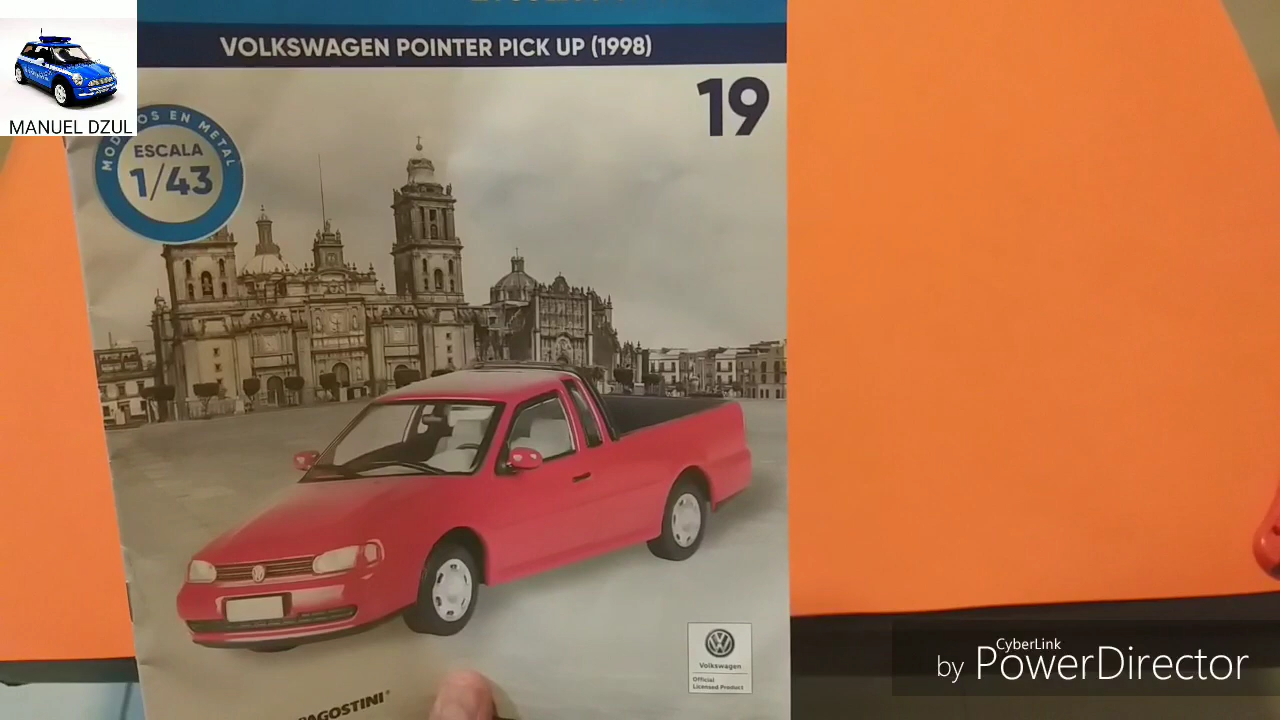 VOLKSWAGEN POINTER PICK UP (1998)
19
MANUEL DZUL
MODELOS EN METAL
ESCALA
1/43
Volkswagen
Official
Licensed Product
AGOSTINI
CyberLink
by PowerDirector